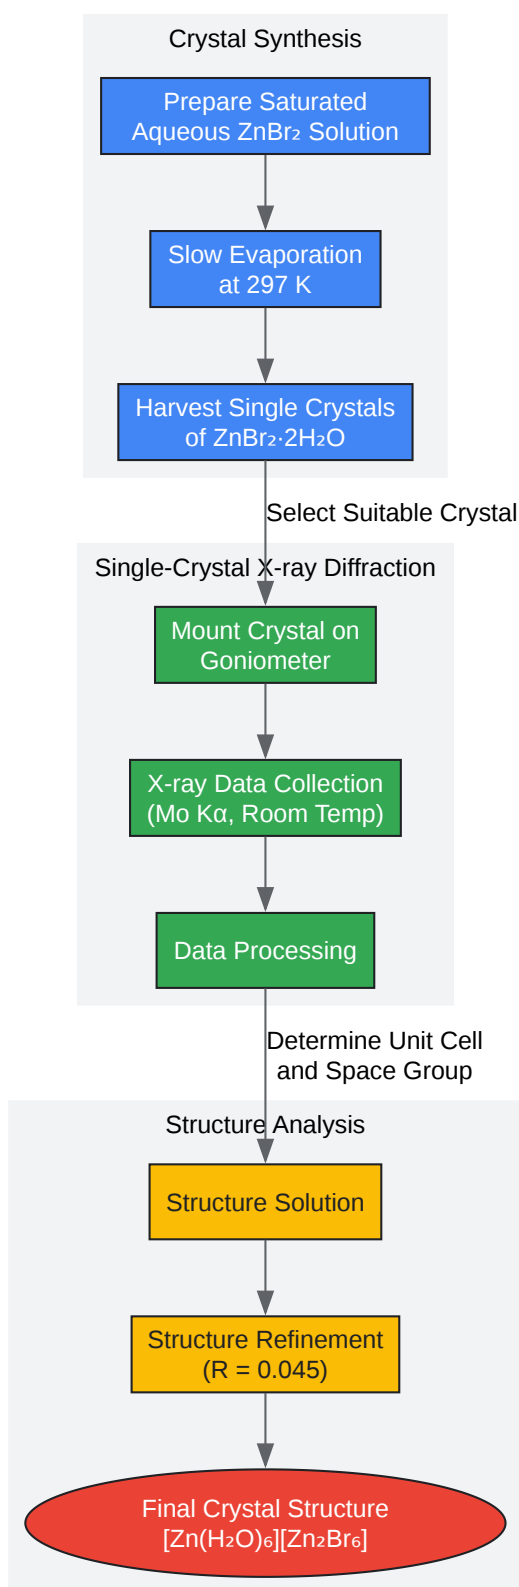 Crystal Synthesis
Prepare Saturated
Aqueous ZnBr₂ Solution
Slow Evaporation
at 297 K
Harvest Single Crystals
of ZnBr₂·2H₂O
Select Suitable Crystal
Single-Crystal X-ray Diffraction
Mount Crystal on
Goniometer
X-ray Data Collection
(Mo Kα, Room Temp)
Data Processing
Determine Unit Cell
and Space Group
Structure Analysis
Structure Solution
Structure Refinement
(R = 0.045)
Final Crystal Structure
[Zn(H₂O)₆][Zn₂Br₆]